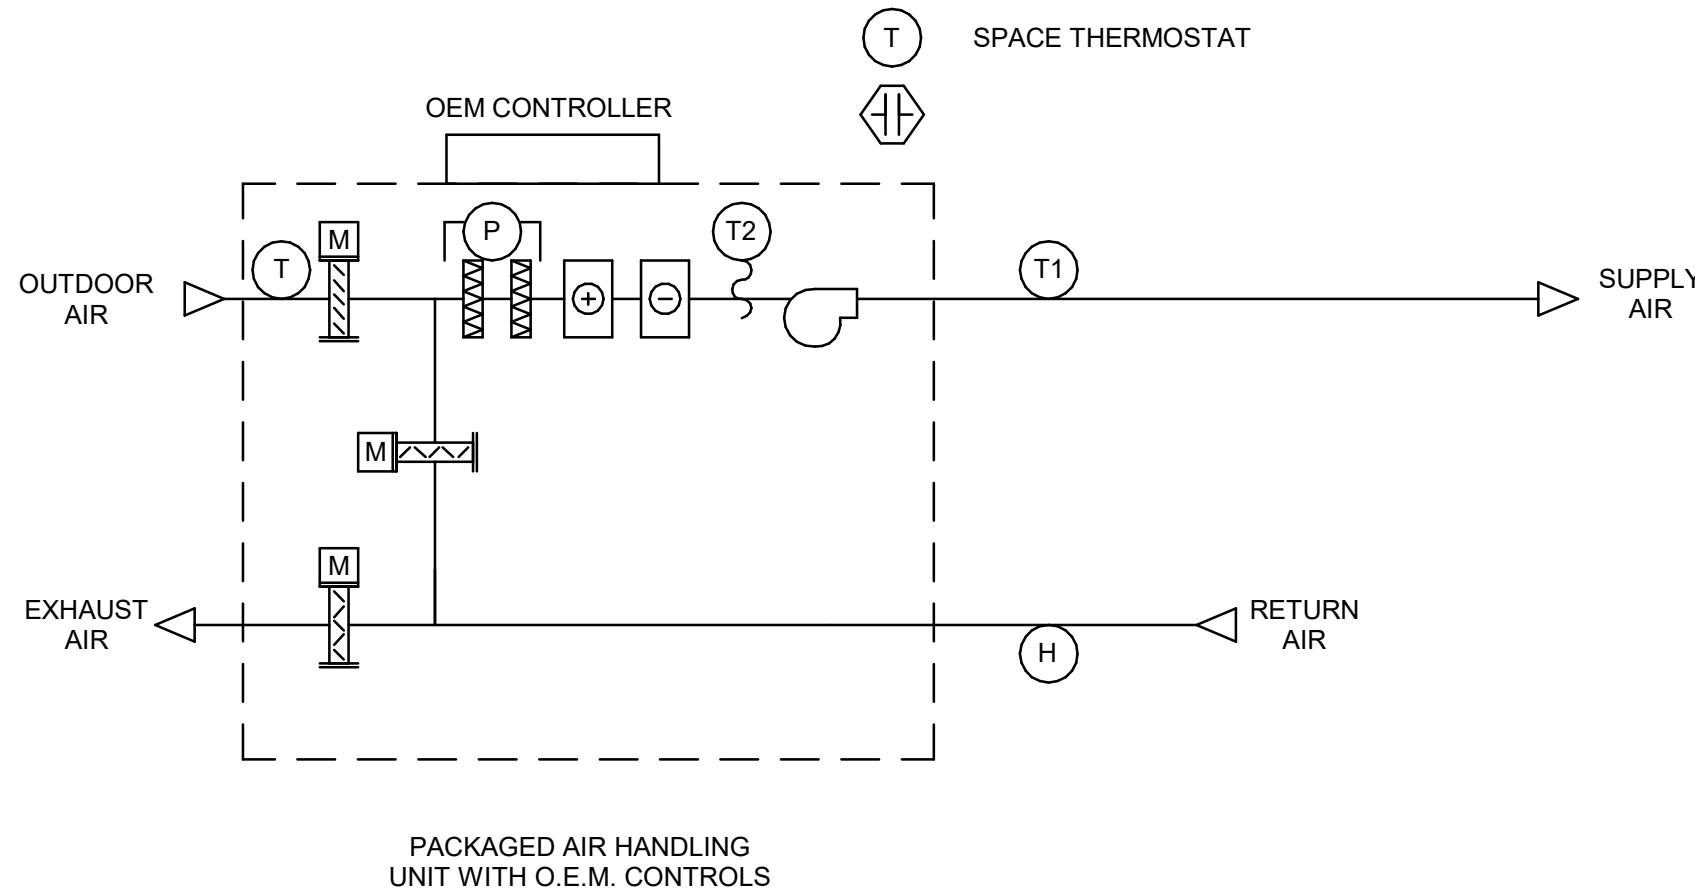 T
SPACE THERMOSTAT
OEM CONTROLLER
M
P
T2
T
T1
OUTDOOR
AIR
SUPPLY
AIR
M
M
EXHAUST
AIR
RETURN
AIR
H
PACKAGED AIR HANDLING
UNIT WITH O.E.M. CONTROLS